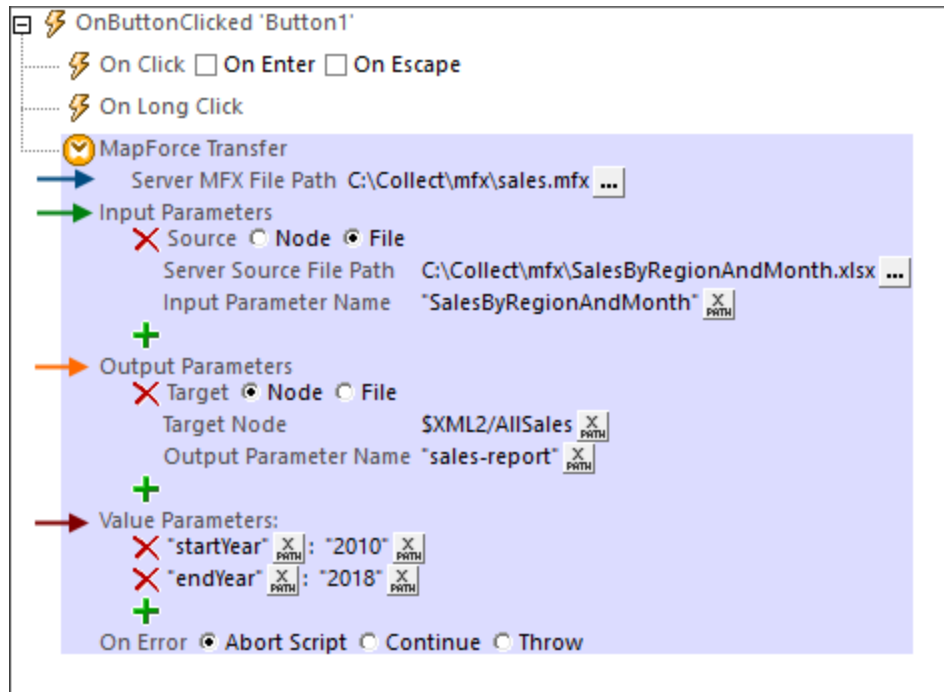 OnButtonClicked 'Button1'
On Click On Enter On Escape
On Long Click
MapForce Transfer
Server MFX File Path C:\Collect\mfx\sales.mfx ...
Input Parameters
Source Node File
Server Source File Path C:\Collect\mfx\SalesByRegionAndMonth.xlsx ...
Input Parameter Name "SalesByRegionAndMonth" X PATH
Output Parameters
Target Node File
Target Node $XML2/AllSales X PATH
Output Parameter Name "sales-report" X PATH
Value Parameters:
"startYear" X PATH : "2010" X PATH
"endYear" X PATH : "2018" X PATH
On Error Abort Script Continue Throw